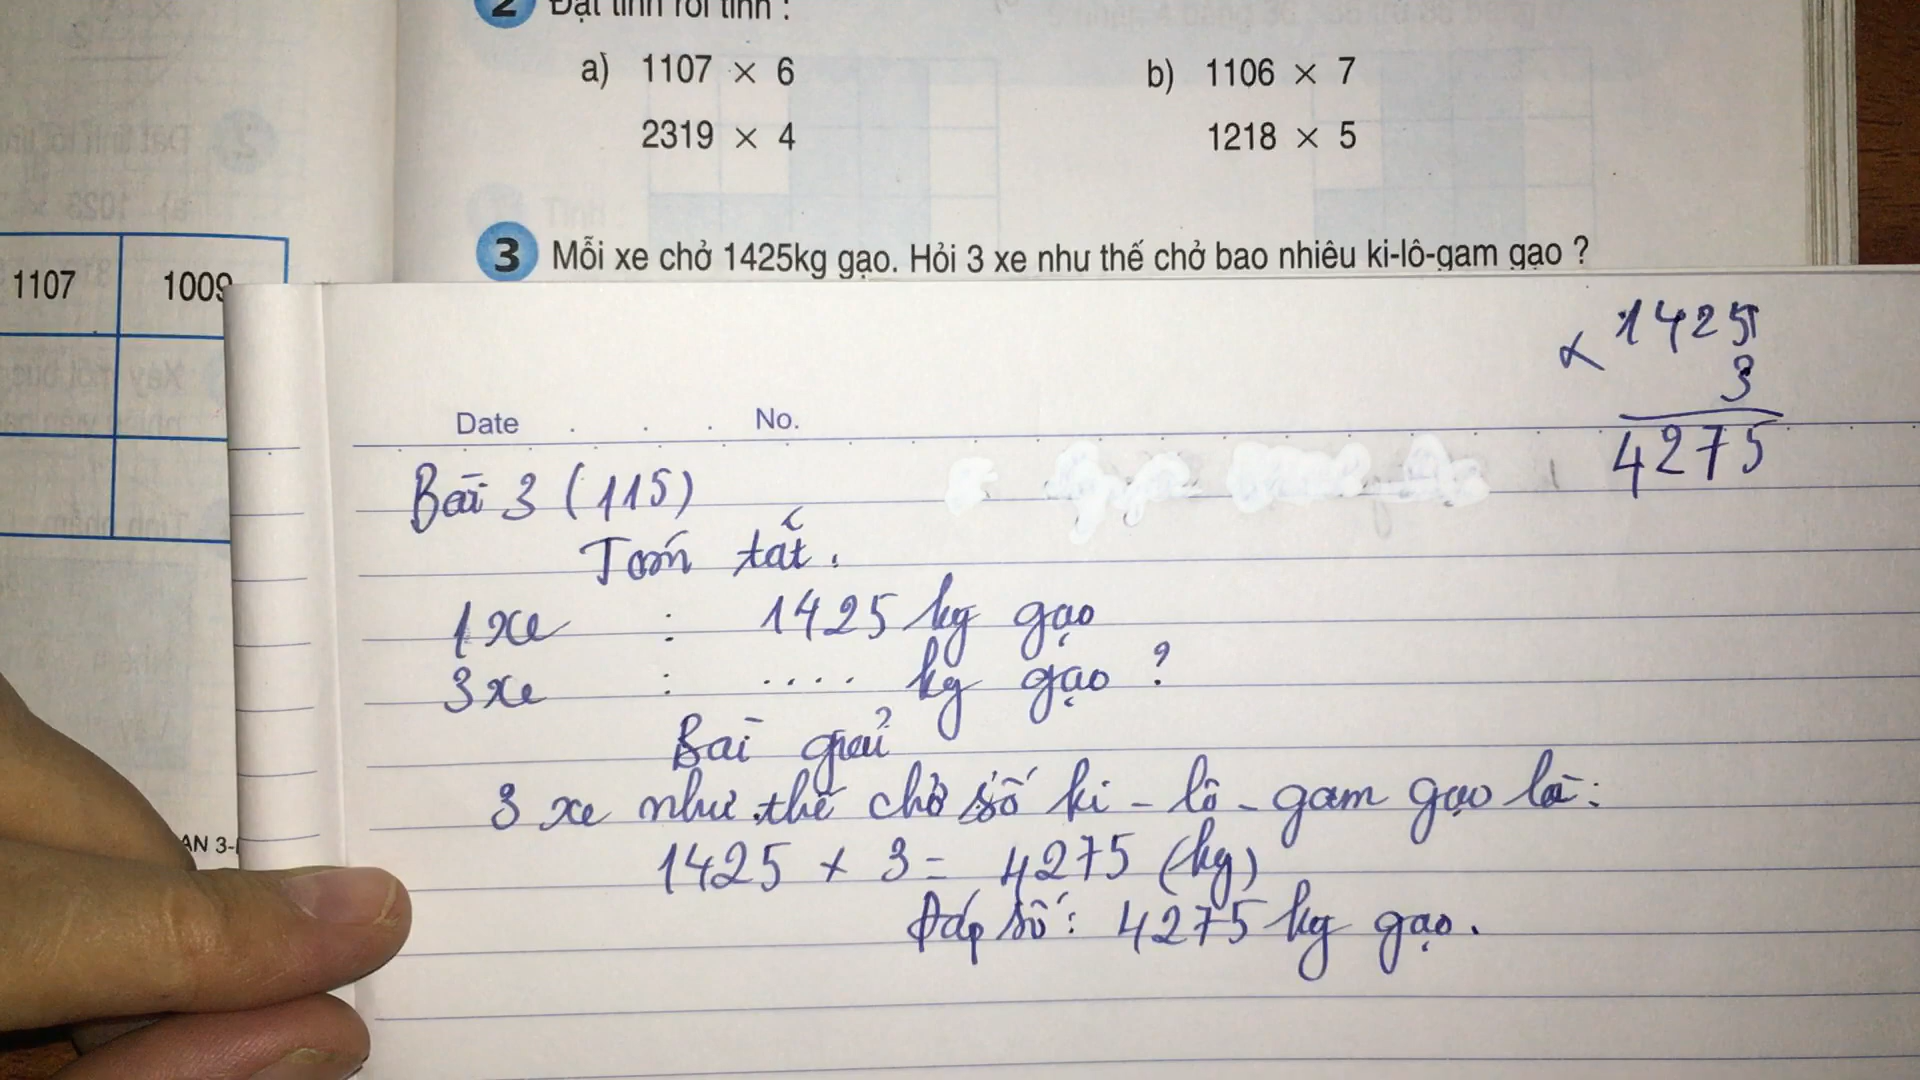 2 Đặt tính rồi tính :
a) 1107 × 6
2319 × 4
b) 1106 × 7
1218 × 5
3 Mỗi xe chở 1425kg gạo. Hỏi 3 xe như thế chở bao nhiêu ki-lô-gam gạo ?
1107 1009
1425
×
3
4275
Date . . . No.
Bài 3 (115)
Tóm tắt.
1 xe : 1425 kg gạo
3 xe : .... kg gạo ?
Bài giải
3 xe như thế chở số ki-lô-gam gạo là:
1425 × 3 = 4275 (kg)
Đáp số: 4275 kg gạo.